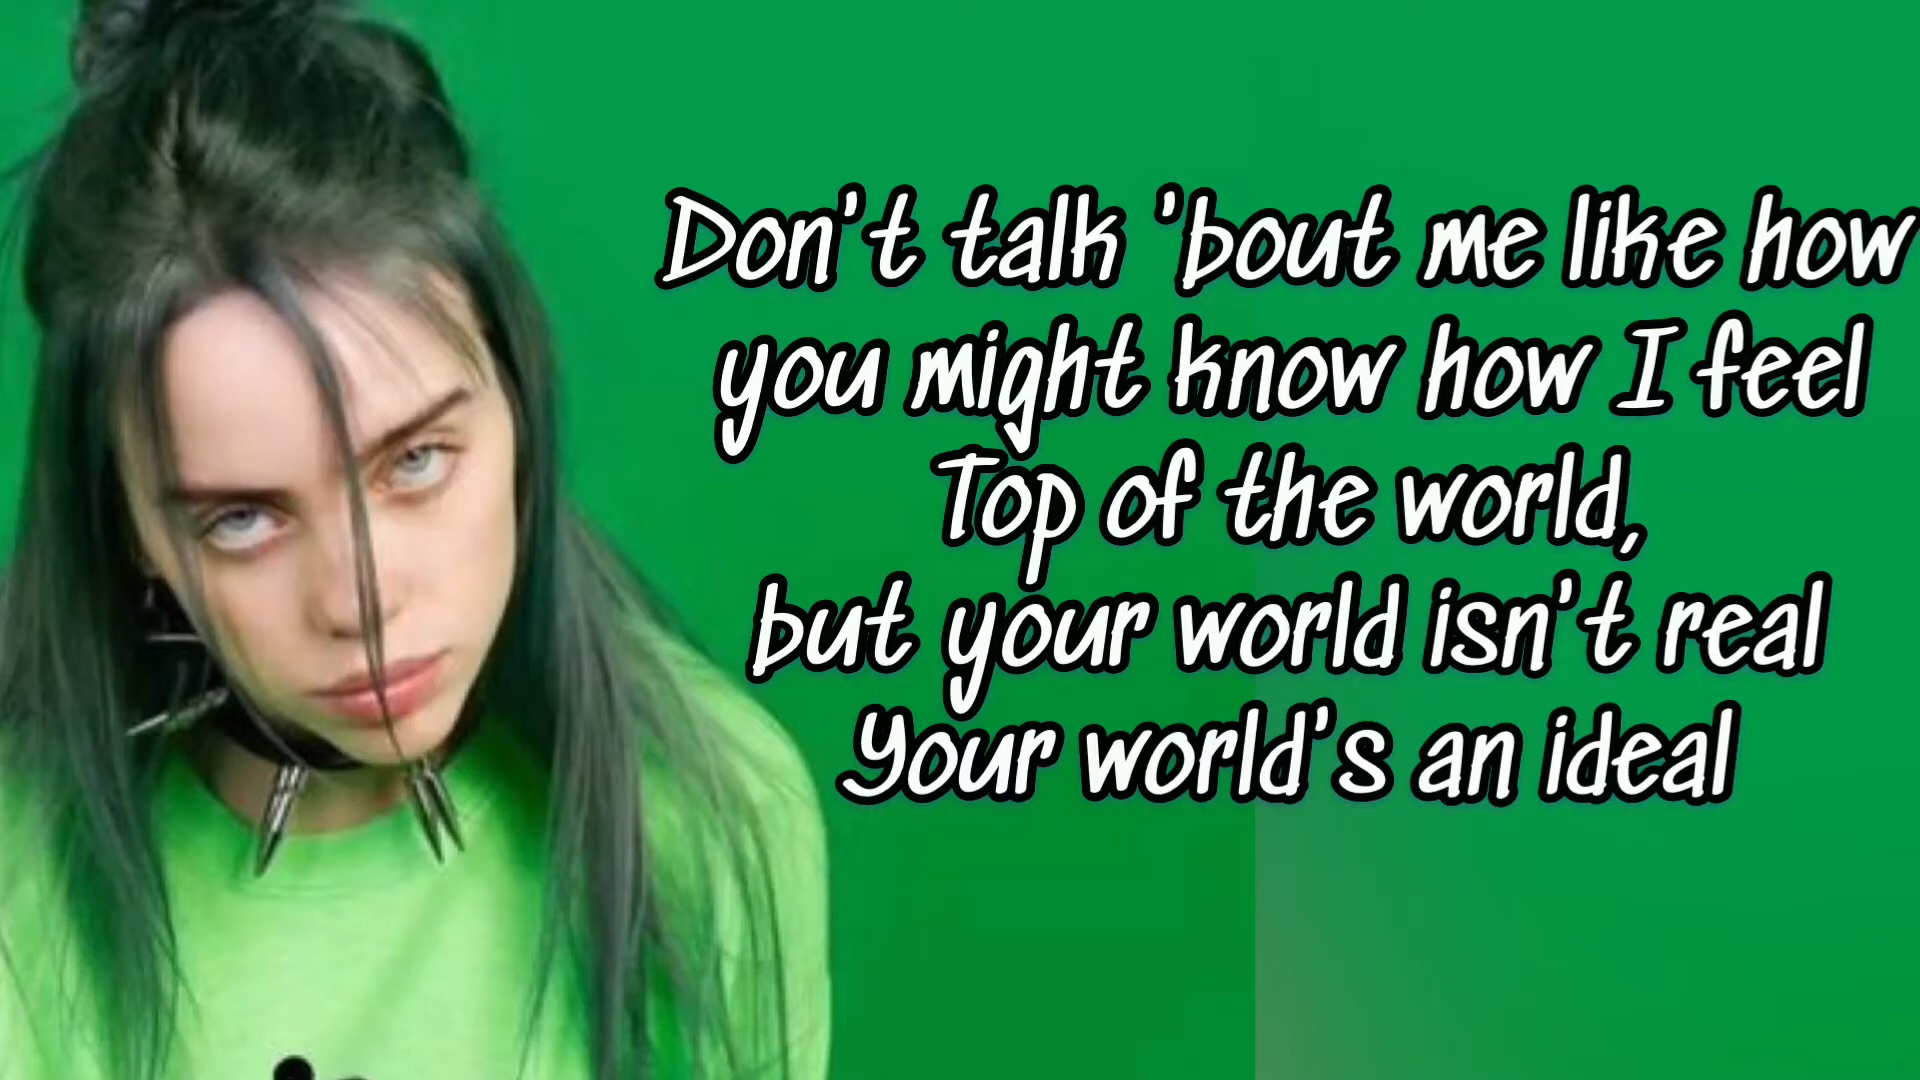 Don't talk 'bout me like how
you might know how I feel
Top of the world,
but your world isn't real
Your world's an ideal